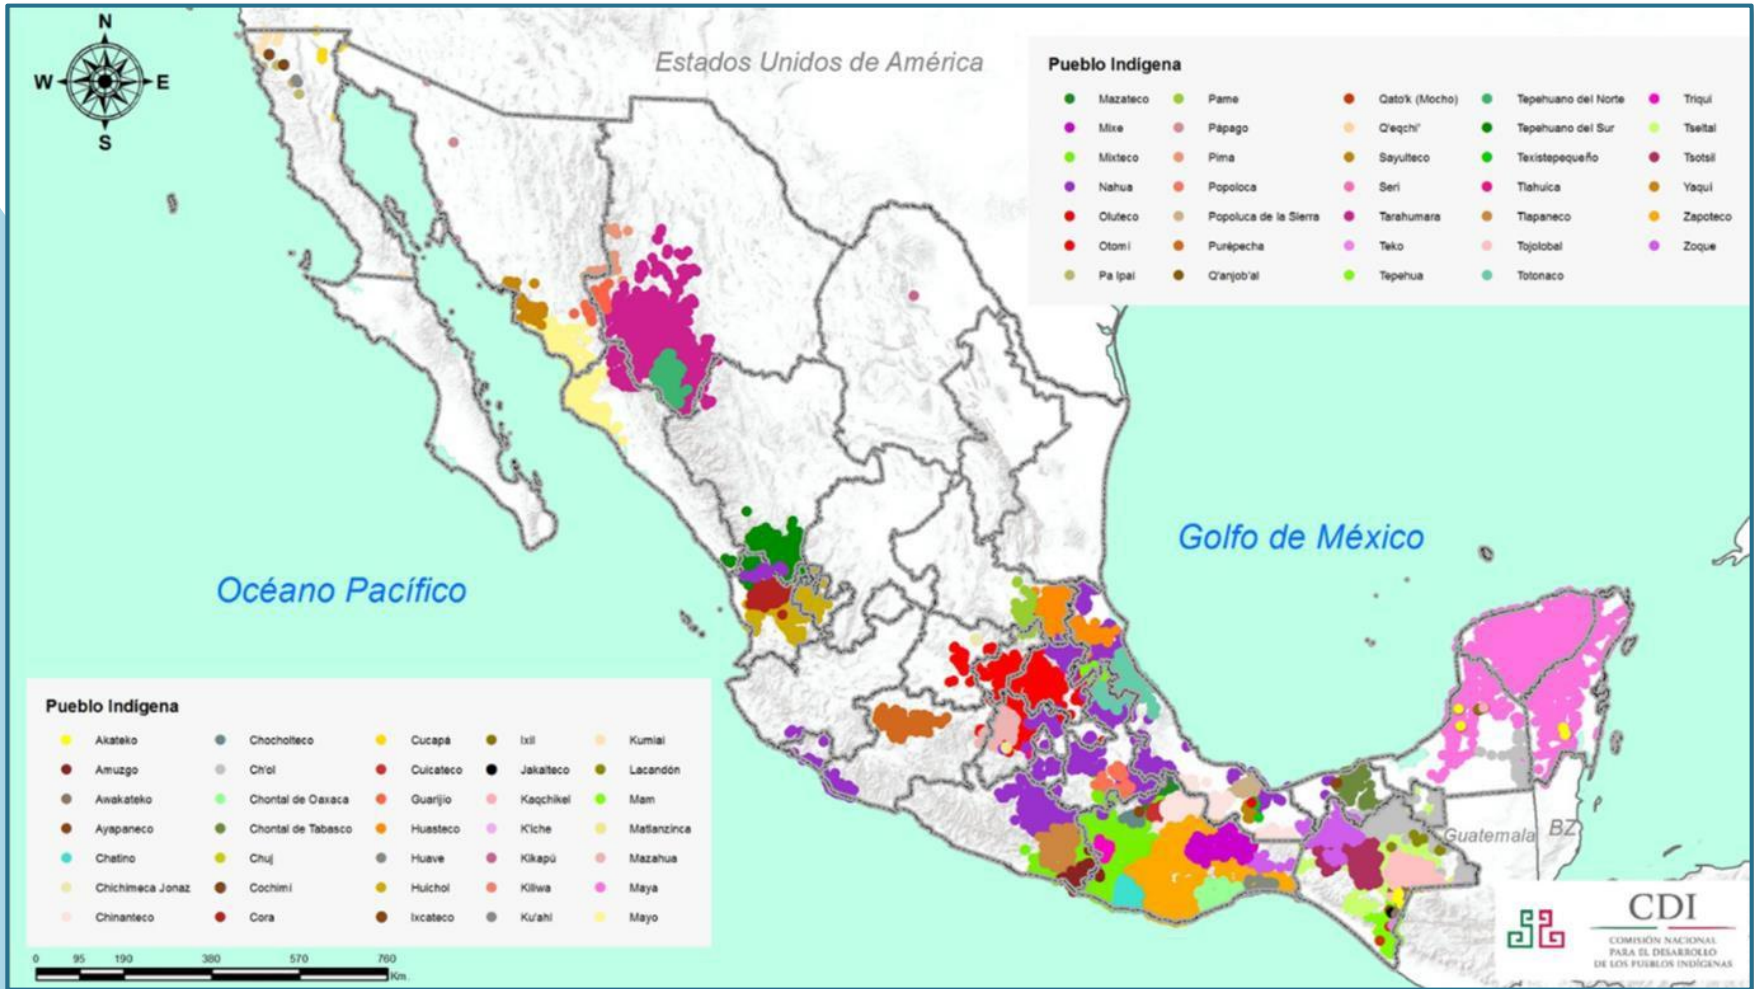 N
W
E
S
Estados Unidos de América
Pueblo Indígena
Mazateco
Mixe
Mixteco
Nahua
Oluteco
Otomí
Pa Ipai
Pame
Pápago
Pima
Popoloca
Popoluca de la Sierra
Purépecha
Q'anjob'al
Qato'k (Mocho)
Q'eqchi'
Sayulteco
Seri
Tarahumara
Teko
Tepehua
Tepehuano del Norte
Tepehuano del Sur
Texistepequeño
Tlahuica
Tlapaneco
Tojolobal
Totonaco
Triqui
Tseltal
Tsotsil
Yaqui
Zapoteco
Zoque
Golfo de México
Océano Pacífico
Pueblo Indígena
Akateko
Amuzgo
Awakateko
Ayapaneco
Chatino
Chichimeca Jonaz
Chinanteco
Chocholteco
Ch'ol
Chontal de Oaxaca
Chontal de Tabasco
Chuj
Cochimí
Cora
Cucapá
Cuicateco
Guarijío
Huasteco
Huave
Huichol
Ixcateco
Ixil
Jakalteco
Kaqchikel
K'iche
Kikapú
Kiliwa
Ku'ahl
Kumiai
Lacandón
Mam
Matlanzinca
Mazahua
Maya
Mayo
Guatemala
BZ
0 95 190 380 570 760
Km.
CDI
COMISIÓN NACIONAL
PARA EL DESARROLLO
DE LOS PUEBLOS INDÍGENAS